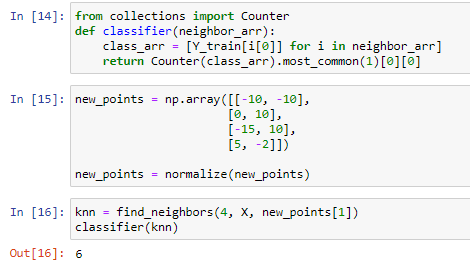 In [14]: from collections import Counter
def classifier(neighbor_arr):
    class_arr = [Y_train[i[0]] for i in neighbor_arr]
    return Counter(class_arr).most_common(1)[0][0]
In [15]: new_points = np.array([[-10, -10],
                       [0, 10],
                       [-15, 10],
                       [5, -2]])
new_points = normalize(new_points)
In [16]: knn = find_neighbors(4, X, new_points[1])
classifier(knn)
Out[16]: 6